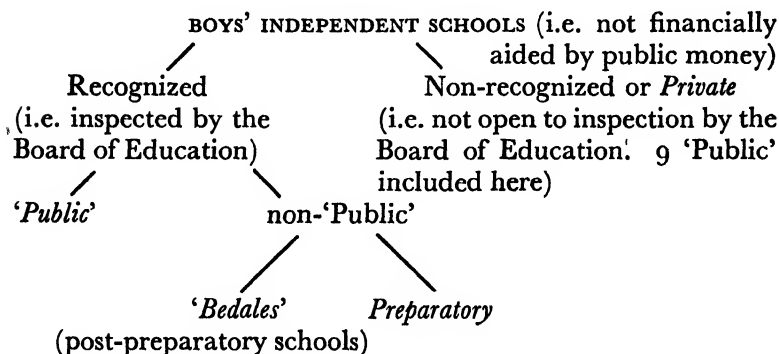 BOYS' INDEPENDENT SCHOOLS (i.e. not financially
aided by public money)
Recognized
(i.e. inspected by the
Board of Education)
Non-recognized or Private
(i.e. not open to inspection by the
Board of Education. 9 'Public'
included here)
'Public'
non-'Public'
'Bedales'
(post-preparatory schools)
Preparatory